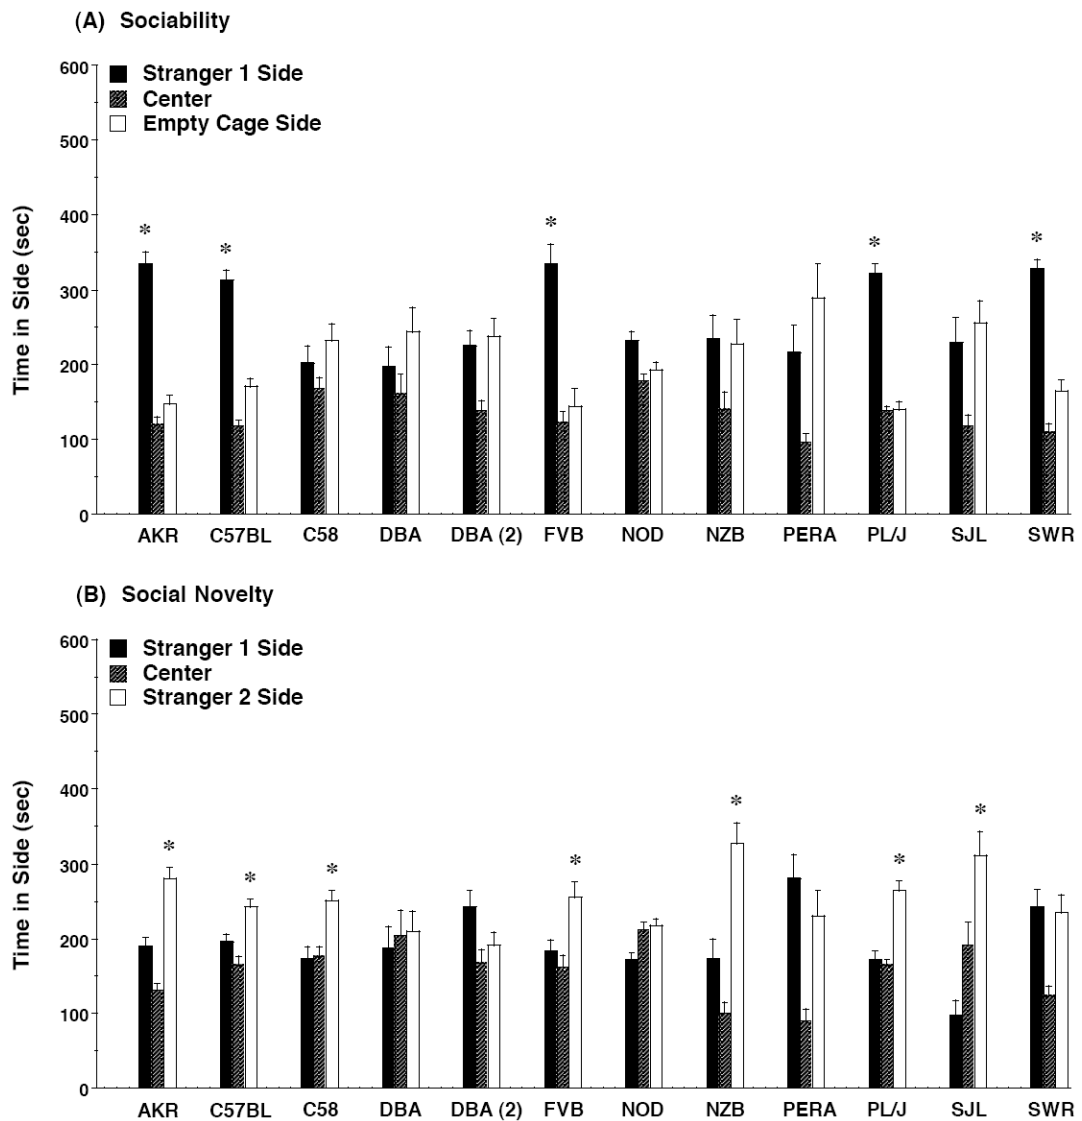 (A) Sociability
600
Stranger 1 Side
Center
Empty Cage Side
500
400
300
200
100
0
Time in Side (sec)
* * * * *
AKR C57BL C58 DBA DBA (2) FVB NOD NZB PERA PL/J SJL SWR
(B) Social Novelty
600
Stranger 1 Side
Center
Stranger 2 Side
500
400
300
200
100
0
Time in Side (sec)
* * * * * * *
AKR C57BL C58 DBA DBA (2) FVB NOD NZB PERA PL/J SJL SWR